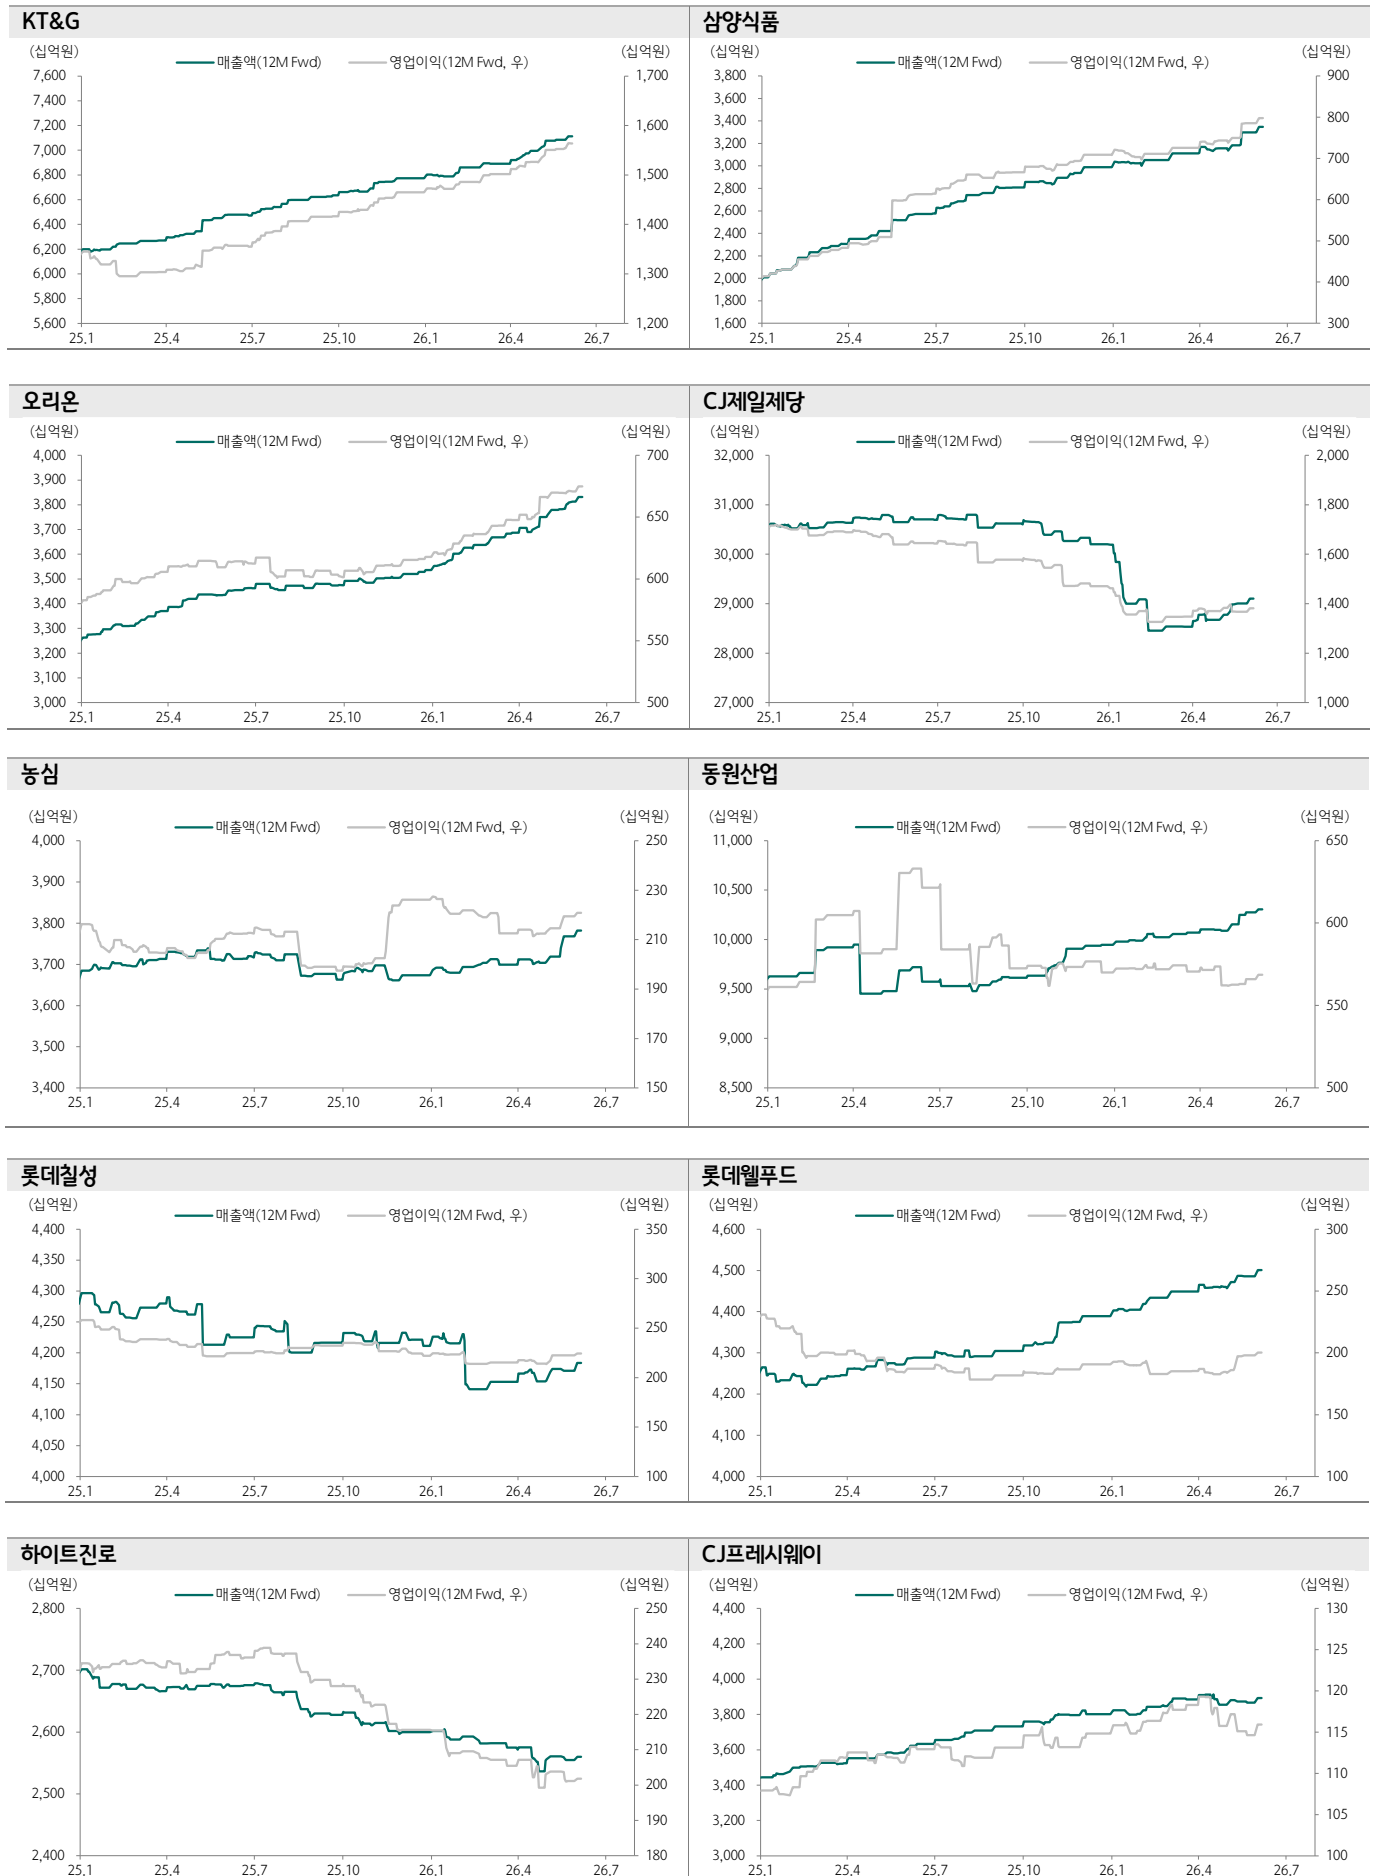 KT&G
삼양식품
(십억원) 매출액(12M Fwd) 영업이익(12M Fwd, 우) (십억원)
7,600 1,700
7,400
7,200 1,600
7,000
6,800 1,500
6,600
6,400 1,400
6,200
6,000 1,300
5,800
5,600 1,200
25.1 25.4 25.7 25.10 26.1 26.4 26.7
(십억원) 매출액(12M Fwd) 영업이익(12M Fwd, 우) (십억원)
3,800 900
3,600
3,400 800
3,200
3,000 700
2,800
2,600 600
2,400 500
2,200
2,000 400
1,800
1,600 300
25.1 25.4 25.7 25.10 26.1 26.4 26.7
오리온
CJ제일제당
(십억원) 매출액(12M Fwd) 영업이익(12M Fwd, 우) (십억원)
4,000 700
3,900
3,800 650
3,700
3,600
3,500 600
3,400
3,300 550
3,200
3,100
3,000 500
25.1 25.4 25.7 25.10 26.1 26.4 26.7
(십억원) 매출액(12M Fwd) 영업이익(12M Fwd, 우) (십억원)
32,000 2,000
31,000 1,800
30,000 1,600
29,000 1,400
28,000 1,200
27,000 1,000
25.1 25.4 25.7 25.10 26.1 26.4 26.7
농심
동원산업
(십억원) 매출액(12M Fwd) 영업이익(12M Fwd, 우) (십억원)
4,000 250
3,900 230
3,800 210
3,700
3,600 190
3,500 170
3,400 150
25.1 25.4 25.7 25.10 26.1 26.4 26.7
(십억원) 매출액(12M Fwd) 영업이익(12M Fwd, 우) (십억원)
11,000 650
10,500 600
10,000
9,500 550
9,000
8,500 500
25.1 25.4 25.7 25.10 26.1 26.4 26.7
롯데칠성
롯데웰푸드
(십억원) 매출액(12M Fwd) 영업이익(12M Fwd, 우) (십억원)
4,400 350
4,350
4,300 300
4,250 250
4,200
4,150 200
4,100
4,050 150
4,000 100
25.1 25.4 25.7 25.10 26.1 26.4 26.7
(십억원) 매출액(12M Fwd) 영업이익(12M Fwd, 우) (십억원)
4,600 300
4,500 250
4,400
4,300 200
4,200 150
4,100
4,000 100
25.1 25.4 25.7 25.10 26.1 26.4 26.7
하이트진로
CJ프레시웨이
(십억원) 매출액(12M Fwd) 영업이익(12M Fwd, 우) (십억원)
2,800 250
240
2,700 230
220
2,600 210
2,500 200
190
2,400 180
25.1 25.4 25.7 25.10 26.1 26.4 26.7
(십억원) 매출액(12M Fwd) 영업이익(12M Fwd, 우) (십억원)
4,400 130
4,200 125
4,000 120
3,800 115
3,600 110
3,400
3,200 105
3,000 100
25.1 25.4 25.7 25.10 26.1 26.4 26.7